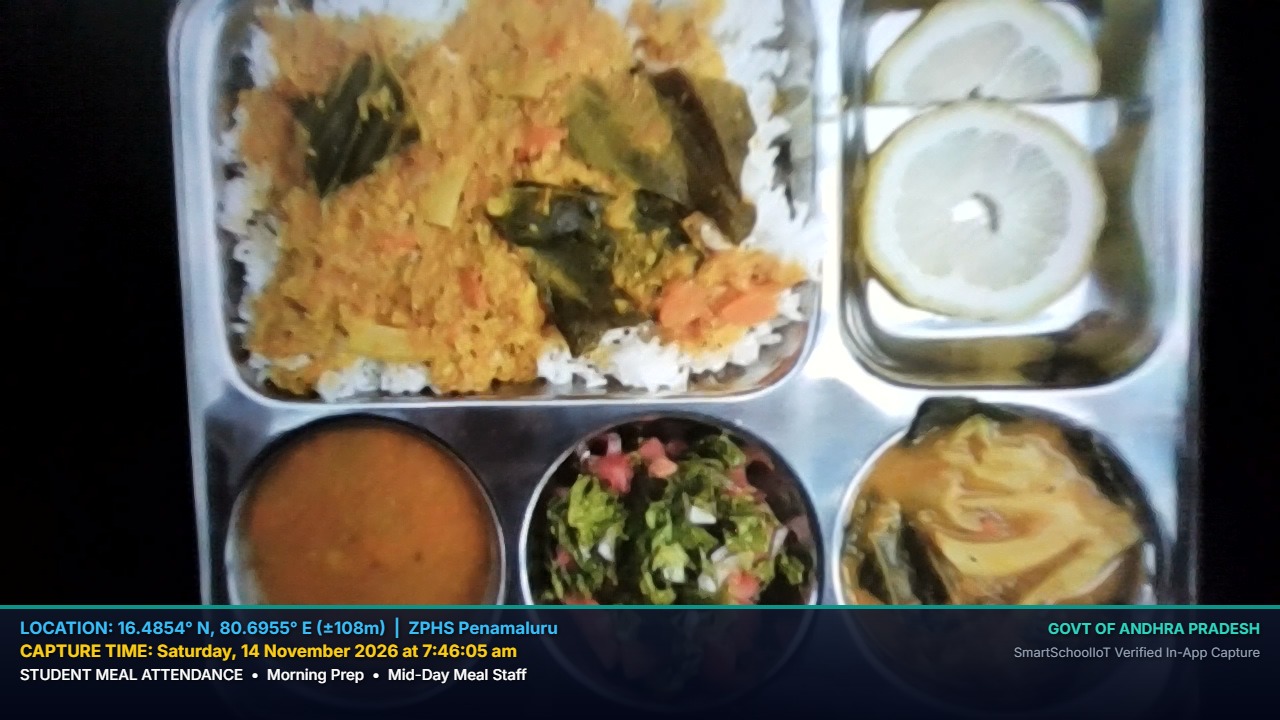 LOCATION: 16.4854° N, 80.6955° E (±108m) | ZPHS Penamaluru
CAPTURE TIME: Saturday, 14 November 2026 at 7:46:05 am
STUDENT MEAL ATTENDANCE • Morning Prep • Mid-Day Meal Staff
GOVT OF ANDHRA PRADESH
SmartSchoolIoT Verified In-App Capture